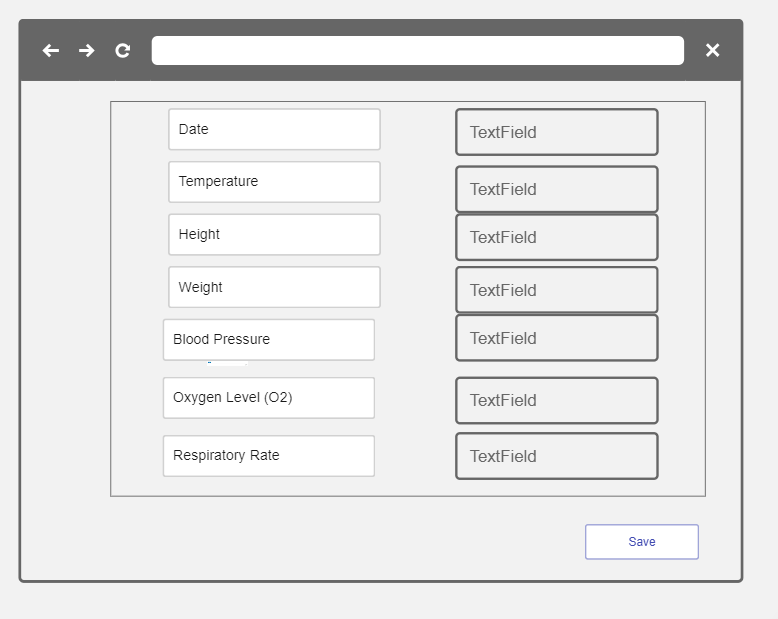 Date
TextField
Temperature
TextField
Height
TextField
Weight
TextField
Blood Pressure
TextField
Oxygen Level (O2)
TextField
Respiratory Rate
TextField
Save